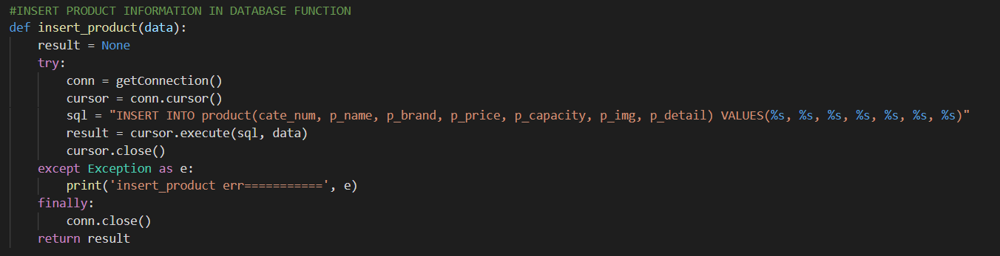 #INSERT PRODUCT INFORMATION IN DATABASE FUNCTION
def insert_product(data):
    result = None
    try:
        conn = getConnection()
        cursor = conn.cursor()
        sql = "INSERT INTO product(cate_num, p_name, p_brand, p_price, p_capacity, p_img, p_detail) VALUES(%s, %s, %s, %s, %s, %s, %s)"
        result = cursor.execute(sql, data)
        cursor.close()
    except Exception as e:
        print('insert_product err===========', e)
    finally:
        conn.close()
    return result